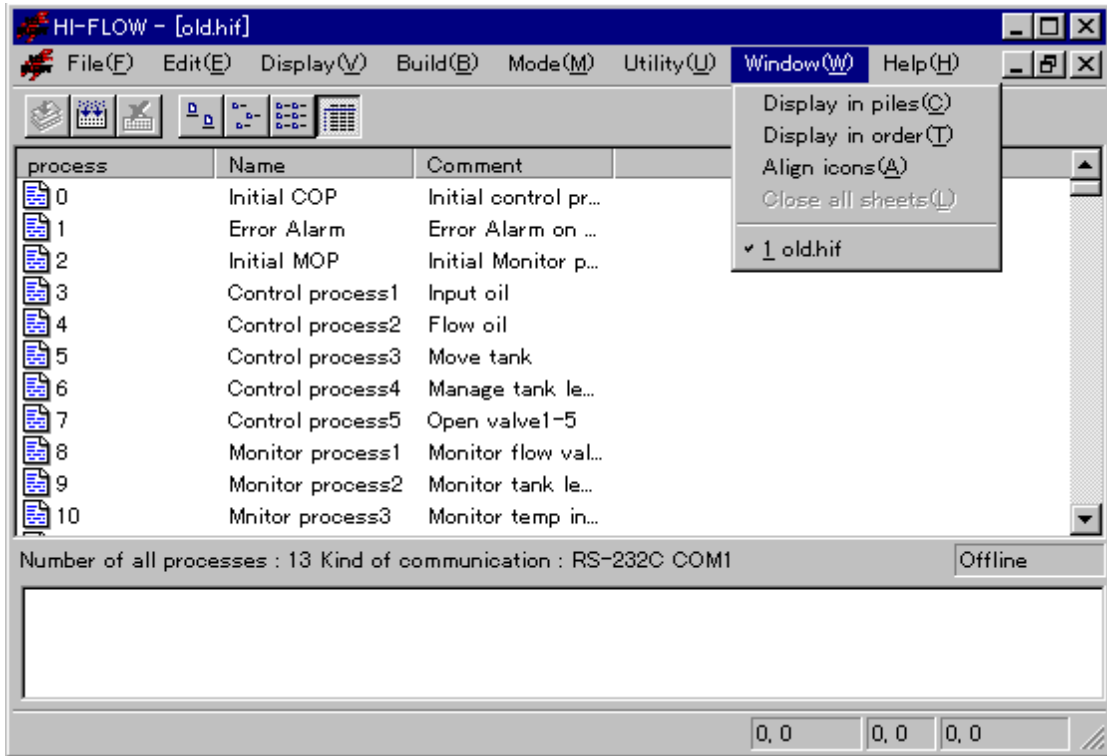 HI-FLOW - [old.hif]
File(F) Edit(E) Display(V) Build(B) Mode(M) Utility(U) Window(W) Help(H)
Display in piles(C)
Display in order(T)
Align icons(A)
Close all sheets(L)
1 old.hif
process Name Comment
0 Initial COP Initial control pr...
1 Error Alarm Error Alarm on ...
2 Initial MOP Initial Monitor p...
3 Control process1 Input oil
4 Control process2 Flow oil
5 Control process3 Move tank
6 Control process4 Manage tank le...
7 Control process5 Open valve1-5
8 Monitor process1 Monitor flow val...
9 Monitor process2 Monitor tank le...
10 Mnitor process3 Monitor temp in...
Number of all processes : 13 Kind of communication : RS-232C COM1 Offline
0, 0 0, 0 0, 0